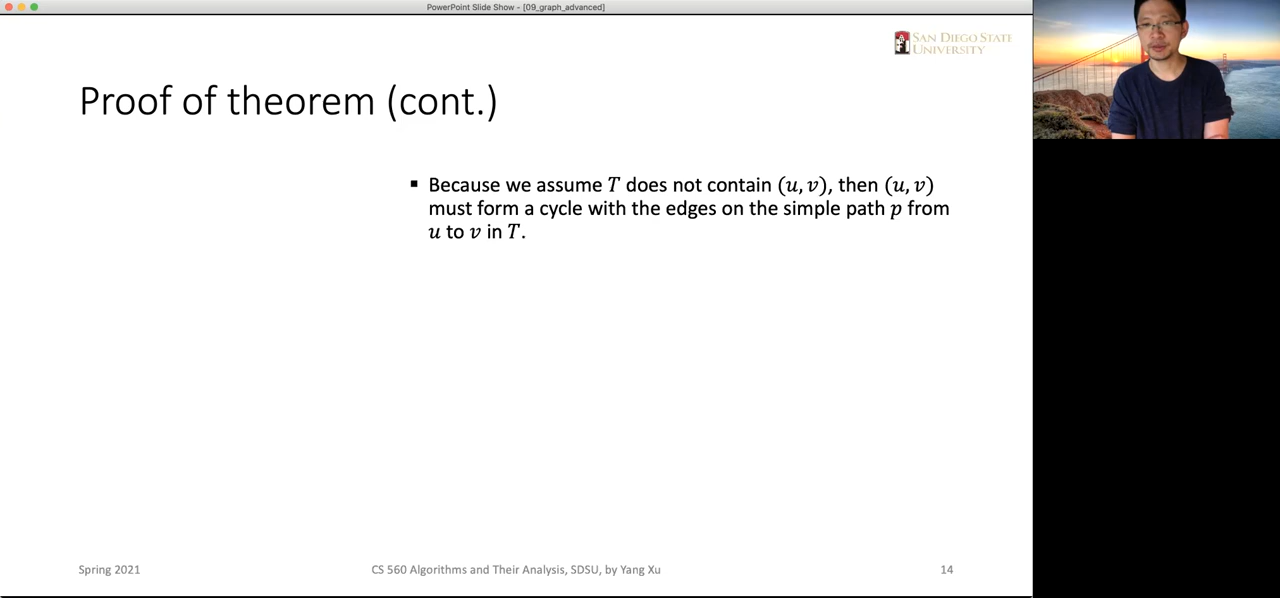 PowerPoint Slide Show - [09_graph_advanced]
SAN DIEGO STATE
UNIVERSITY
Proof of theorem (cont.)
▪ Because we assume 𝑇 does not contain (𝑢, 𝑣), then (𝑢, 𝑣)
must form a cycle with the edges on the simple path 𝑝 from
𝑢 to 𝑣 in 𝑇.
Spring 2021
CS 560 Algorithms and Their Analysis, SDSU, by Yang Xu
14